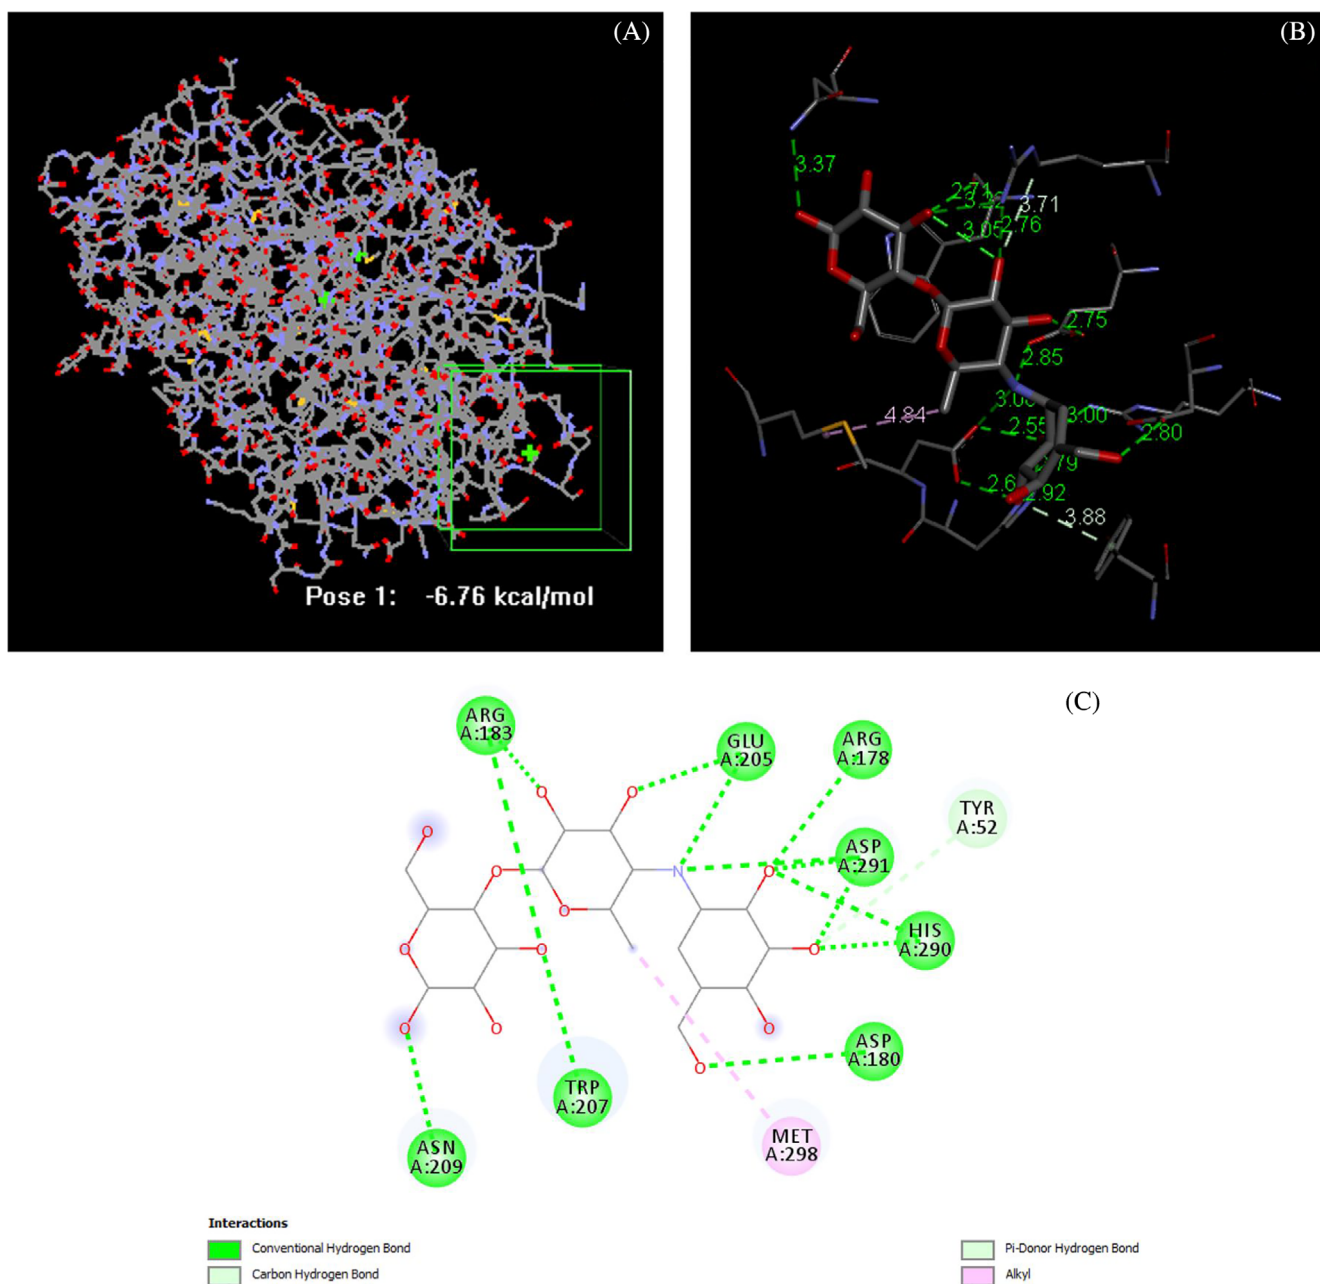 (A)
Pose 1: -6.76 kcal/mol
(B)
3.37
2.71
3.22
3.71
3.05
2.76
2.75
2.85
4.84
3.00
2.55
2.80
2.92
3.88
(C)
ARG
A:183
GLU
A:205
ARG
A:178
TYR
A:52
ASP
A:291
HIS
A:290
ASP
A:180
TRP
A:207
MET
A:298
ASN
A:209
O
O
O
O
N
O
O
O
O
O
O
O
O
O
Interactions
Conventional Hydrogen Bond
Carbon Hydrogen Bond
Pi-Donor Hydrogen Bond
Alkyl